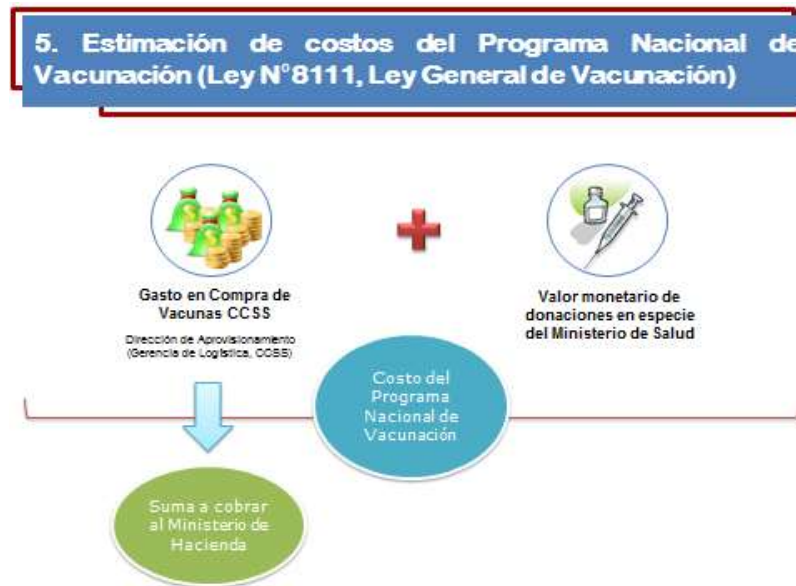 5. Estimación de costos del Programa Nacional de
Vacunación (Ley N°8111, Ley General de Vacunación)
Gasto en Compra de
Vacunas CCSS
Dirección de Aprovisionamiento
(Gerencia de Logística, CCSS)
Valor monetario de
donaciones en especie
del Ministerio de Salud
Costo del
Programa
Nacional de
Vacunación
Suma a cobrar
al Ministerio de
Hacienda